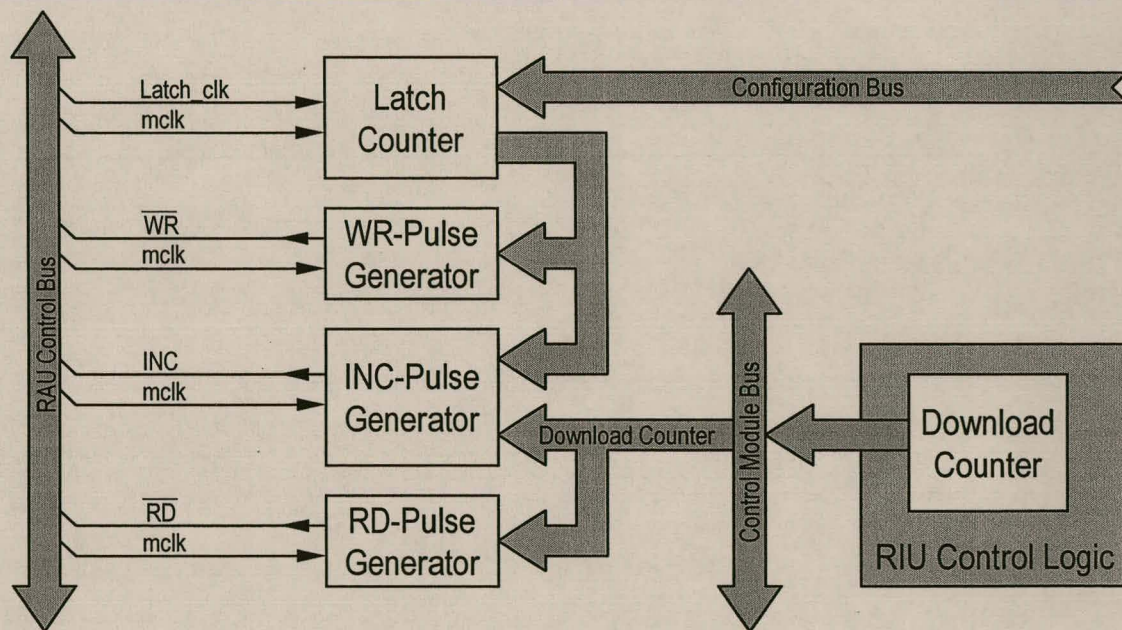 Latch_clk
mclk
Latch
Counter
Configuration Bus
WR
mclk
WR-Pulse
Generator
RAU Control Bus
INC
mclk
INC-Pulse
Generator
Download Counter
Control Module Bus
Download
Counter
RD
mclk
RD-Pulse
Generator
RIU Control Logic